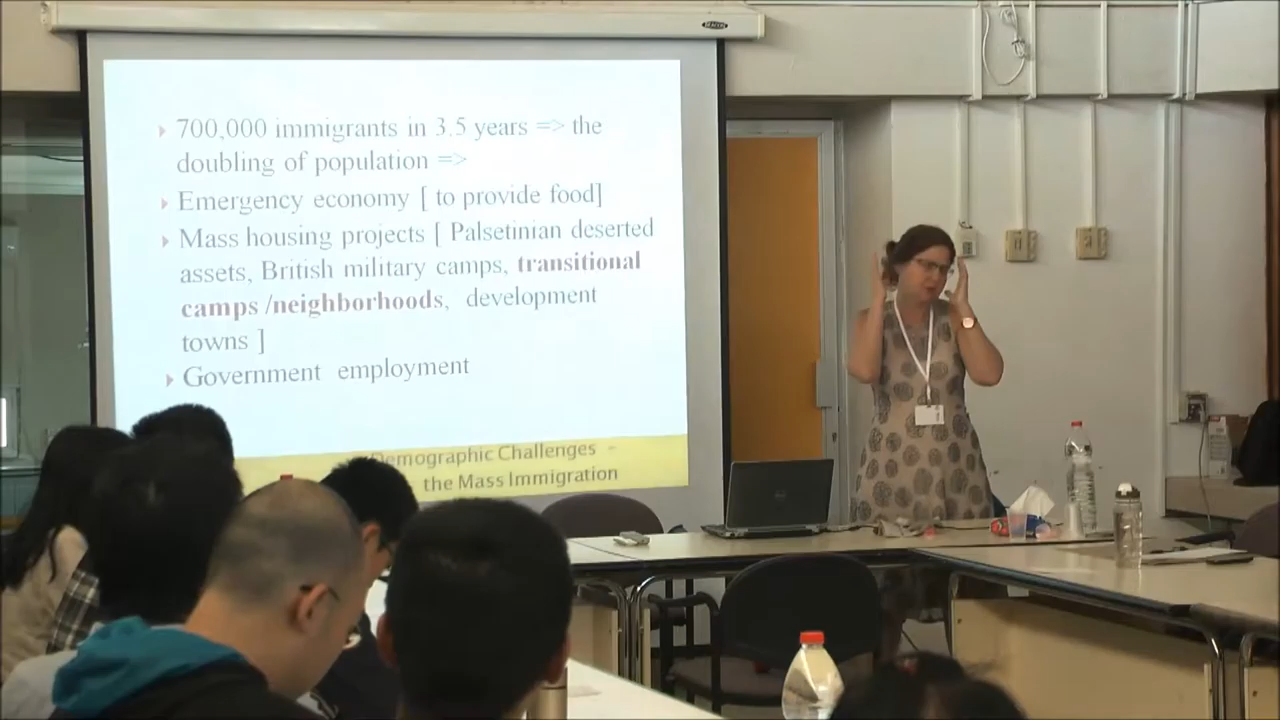 700,000 immigrants in 3.5 years => the
doubling of population =>
Emergency economy [ to provide food]
Mass housing projects [ Palsetinian deserted
assets, British military camps, transitional
camps /neighborhoods, development
towns ]
Government employment
Demographic Challenges -
the Mass Immigration